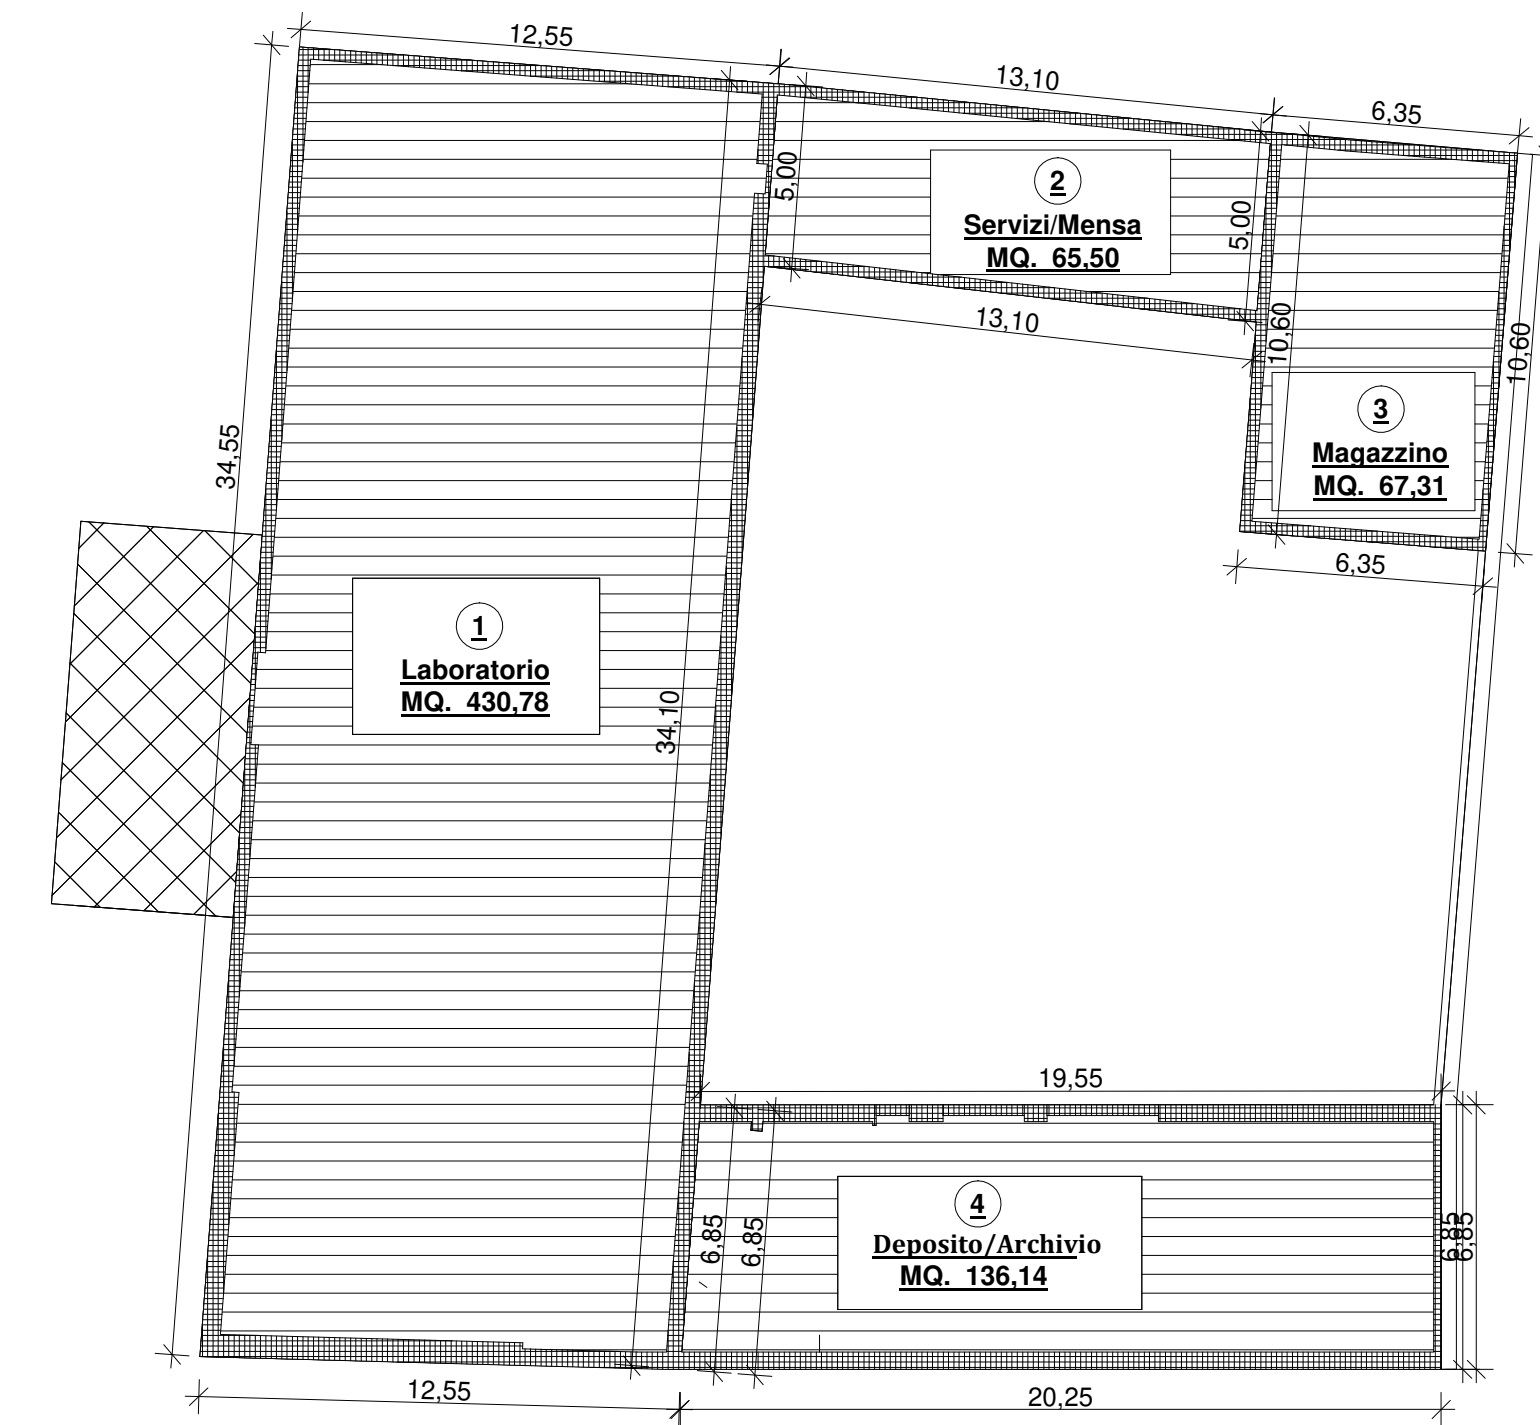 12,55
13,10
6,35
5,00
2
Servizi/Mensa
MQ. 65,50
5,00
13,10
10,60
10,60
3
Magazzino
MQ. 67,31
6,35
34,55
1
Laboratorio
MQ. 430,78
34,10
19,55
6,85
6,85
4
Deposito/Archivio
MQ. 136,14
6,85
6,85
12,55
20,25